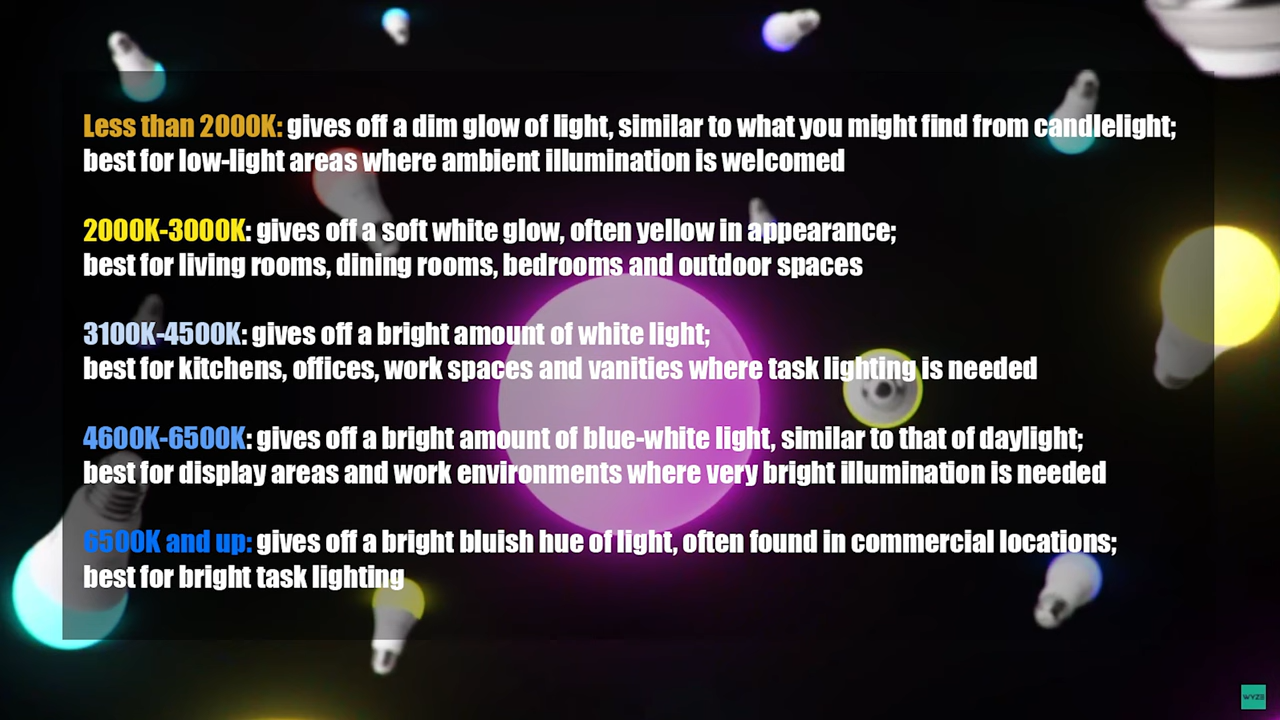 Less than 2000K: gives off a dim glow of light, similar to what you might find from candlelight;
best for low-light areas where ambient illumination is welcomed
2000K-3000K: gives off a soft white glow, often yellow in appearance;
best for living rooms, dining rooms, bedrooms and outdoor spaces
3100K-4500K: gives off a bright amount of white light;
best for kitchens, offices, work spaces and vanities where task lighting is needed
4600K-6500K: gives off a bright amount of blue-white light, similar to that of daylight;
best for display areas and work environments where very bright illumination is needed
6500K and up: gives off a bright bluish hue of light, often found in commercial locations;
best for bright task lighting
WYZE